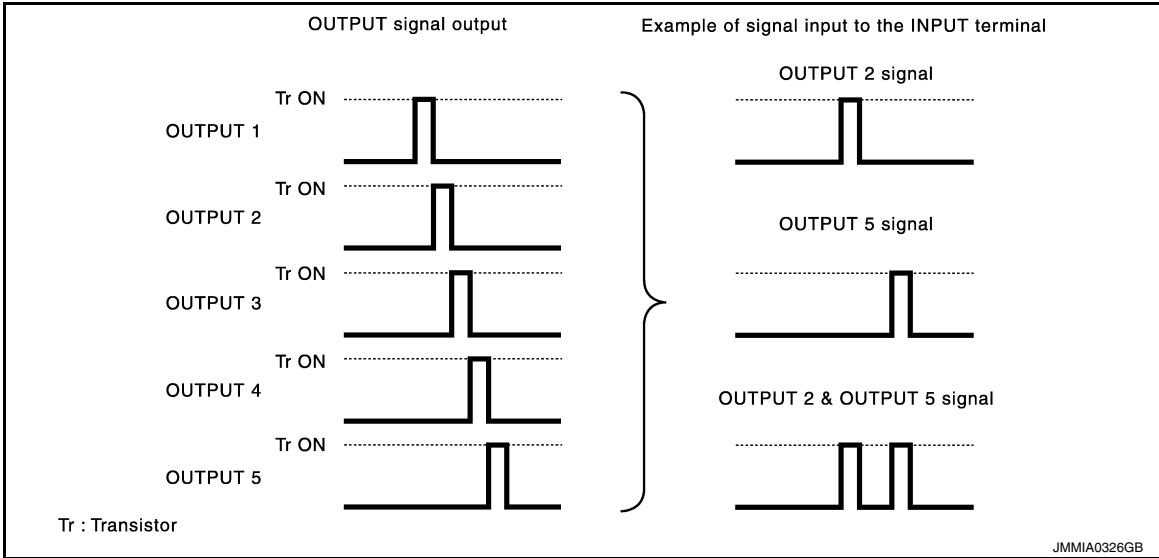 OUTPUT signal output
Example of signal input to the INPUT terminal
Tr ON
OUTPUT 1
Tr ON
OUTPUT 2
Tr ON
OUTPUT 3
Tr ON
OUTPUT 4
Tr ON
OUTPUT 5
OUTPUT 2 signal
OUTPUT 5 signal
OUTPUT 2 & OUTPUT 5 signal
Tr : Transistor
JMMIA0326GB